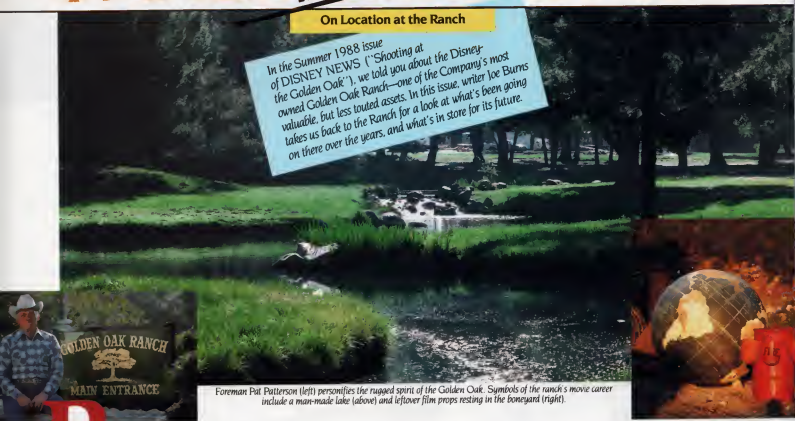 On Location at the Ranch
In the Summer 1988 issue
of DISNEY NEWS ("Shooting at
the Golden Oak"), we told you about the Disney-
owned Golden Oak Ranch—one of the Company's most
valuable, but less touted assets. In this issue, writer Joe Burns
takes us back to the Ranch for a look at what's been going
on there over the years, and what's in store for its future.
GOLDEN OAK RANCH
MAIN ENTRANCE
Foreman Pat Patterson (left) personifies the rugged spirit of the Golden Oak. Symbols of the ranch's movie career
include a man-made lake (above) and leftover film props resting in the boneyard (right).